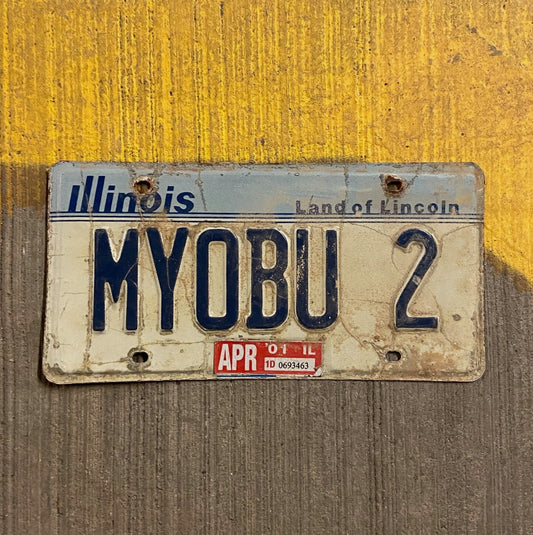 Illinois Land of Lincoln
MYOBU 2
APR '01 IL
1D 0693463